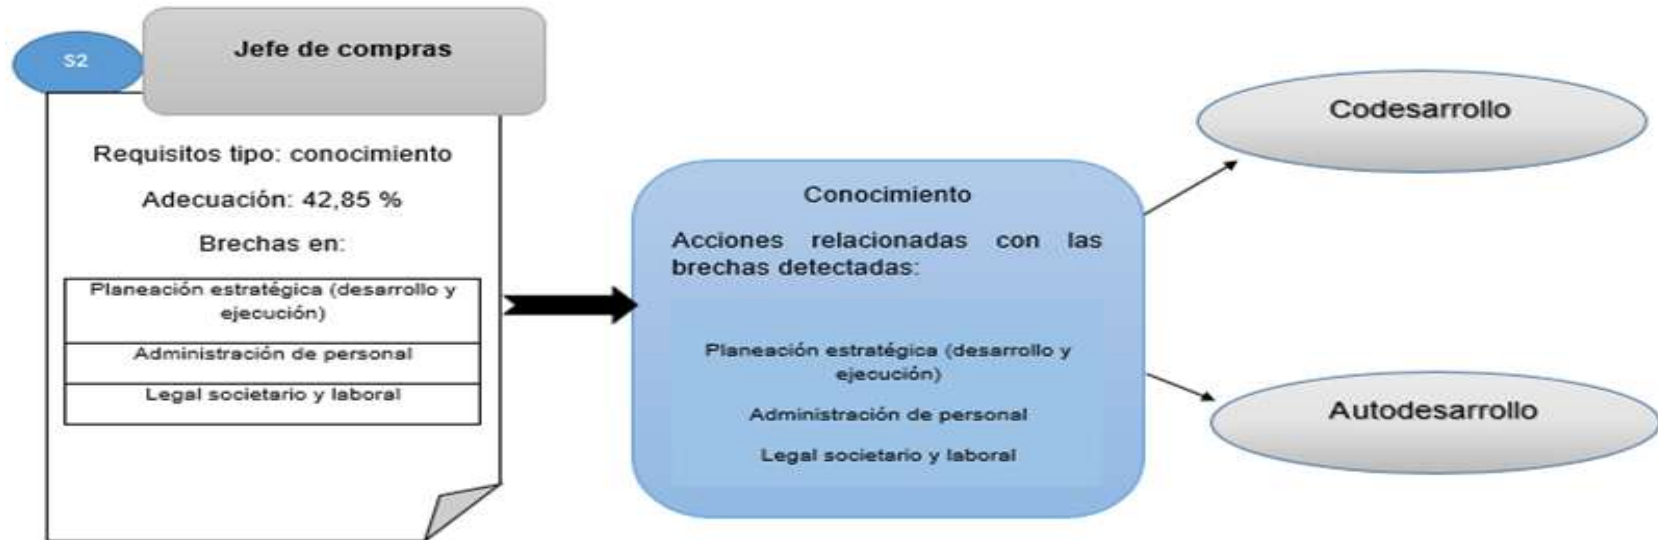 S2
Jefe de compras
Requisitos tipo: conocimiento
Adecuación: 42,85 %
Brechas en:
Planeación estratégica (desarrollo y
ejecución)
Administración de personal
Legal societario y laboral
Conocimiento
Acciones relacionadas con las
brechas detectadas:
Planeación estratégica (desarrollo y
ejecución)
Administración de personal
Legal societario y laboral
Codesarrollo
Autodesarrollo